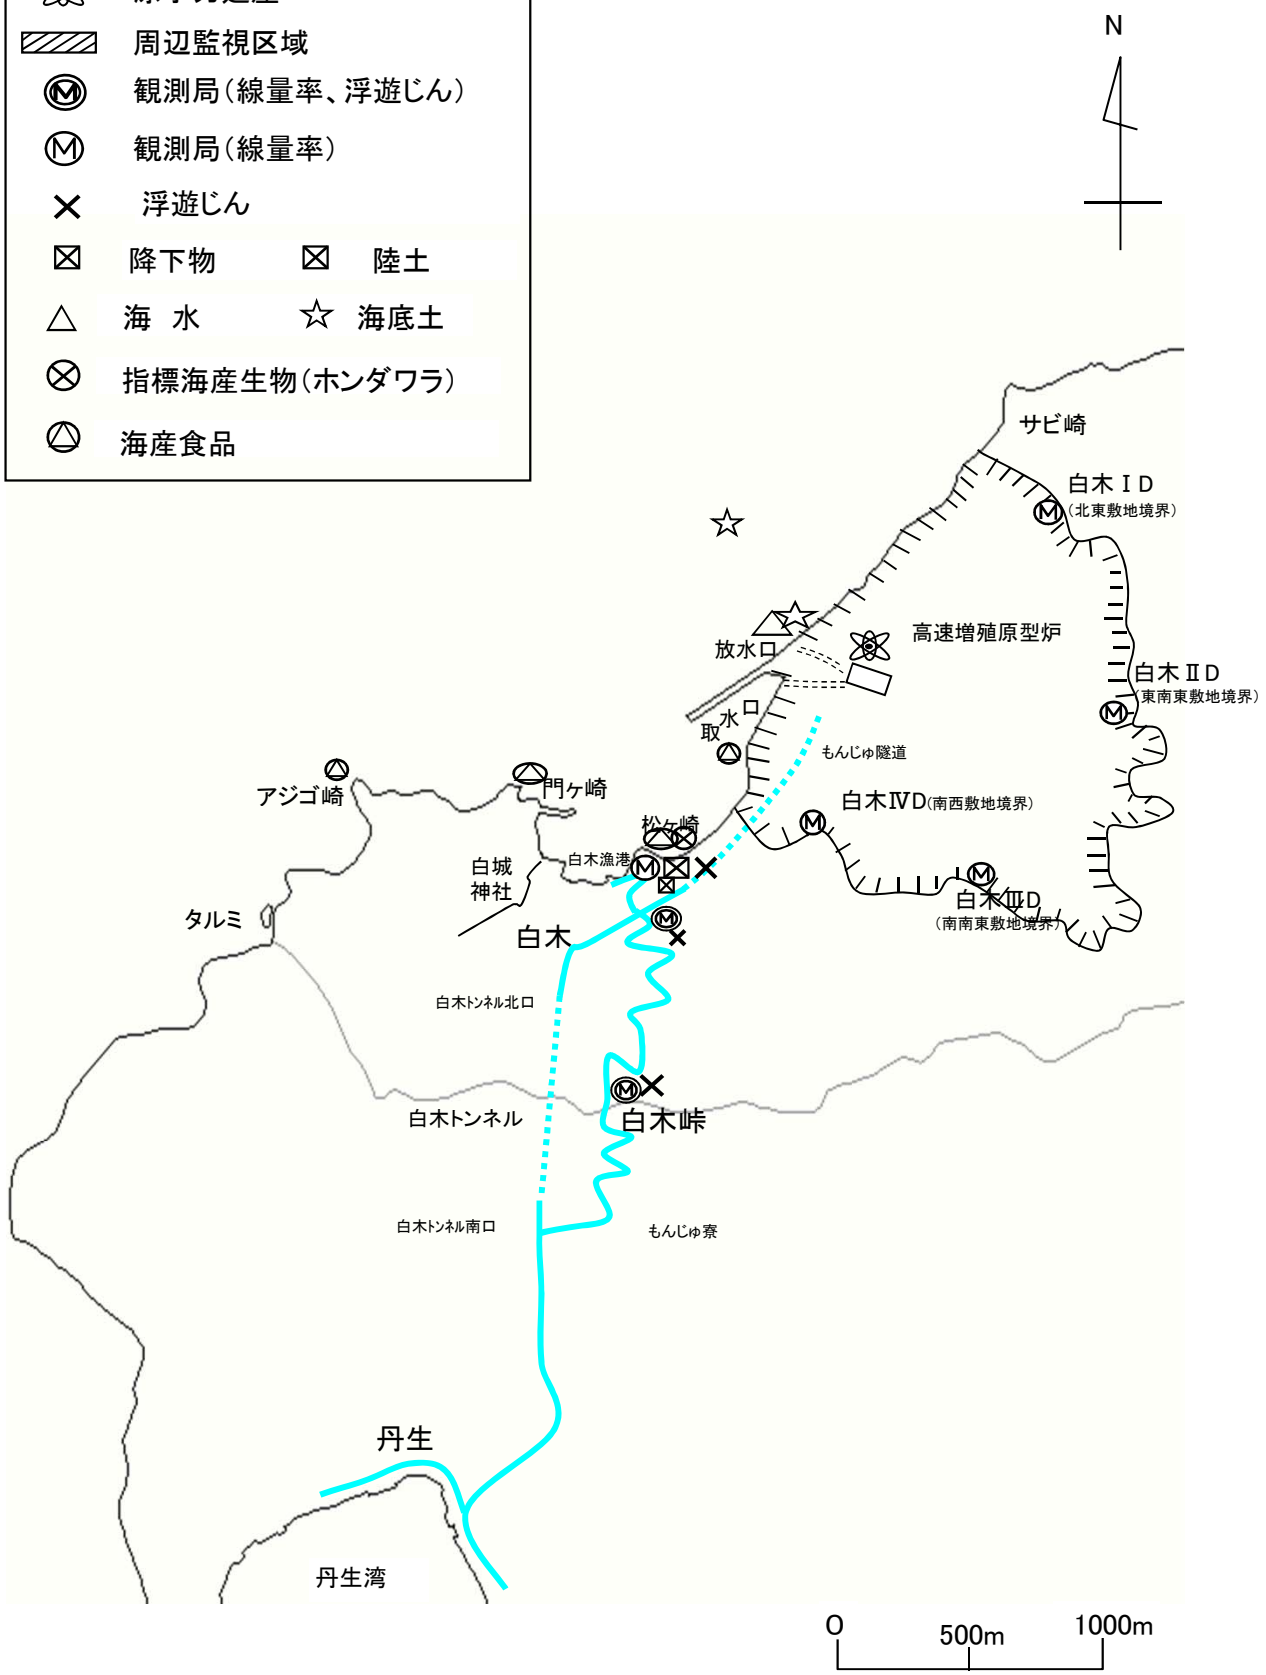 周辺監視区域
観測局(線量率、浮遊じん)
観測局(線量率)
浮遊じん
降下物 陸土
海 水 海底土
指標海産生物(ホンダワラ)
海産食品
N
サビ崎
白木ⅠD
(北東敷地境界)
高速増殖原型炉
放水口
白木ⅡD
(東南東敷地境界)
取水口
もんじゅ隧道
アジゴ崎
門ヶ崎
白木ⅣD(南西敷地境界)
松ヶ崎
白木漁港
白城
神社
白木ⅢD
(南南東敷地境界)
タルミ
白木
白木トンネル北口
白木トンネル
白木峠
白木トンネル南口
もんじゅ寮
丹生
丹生湾
O
500m
1000m